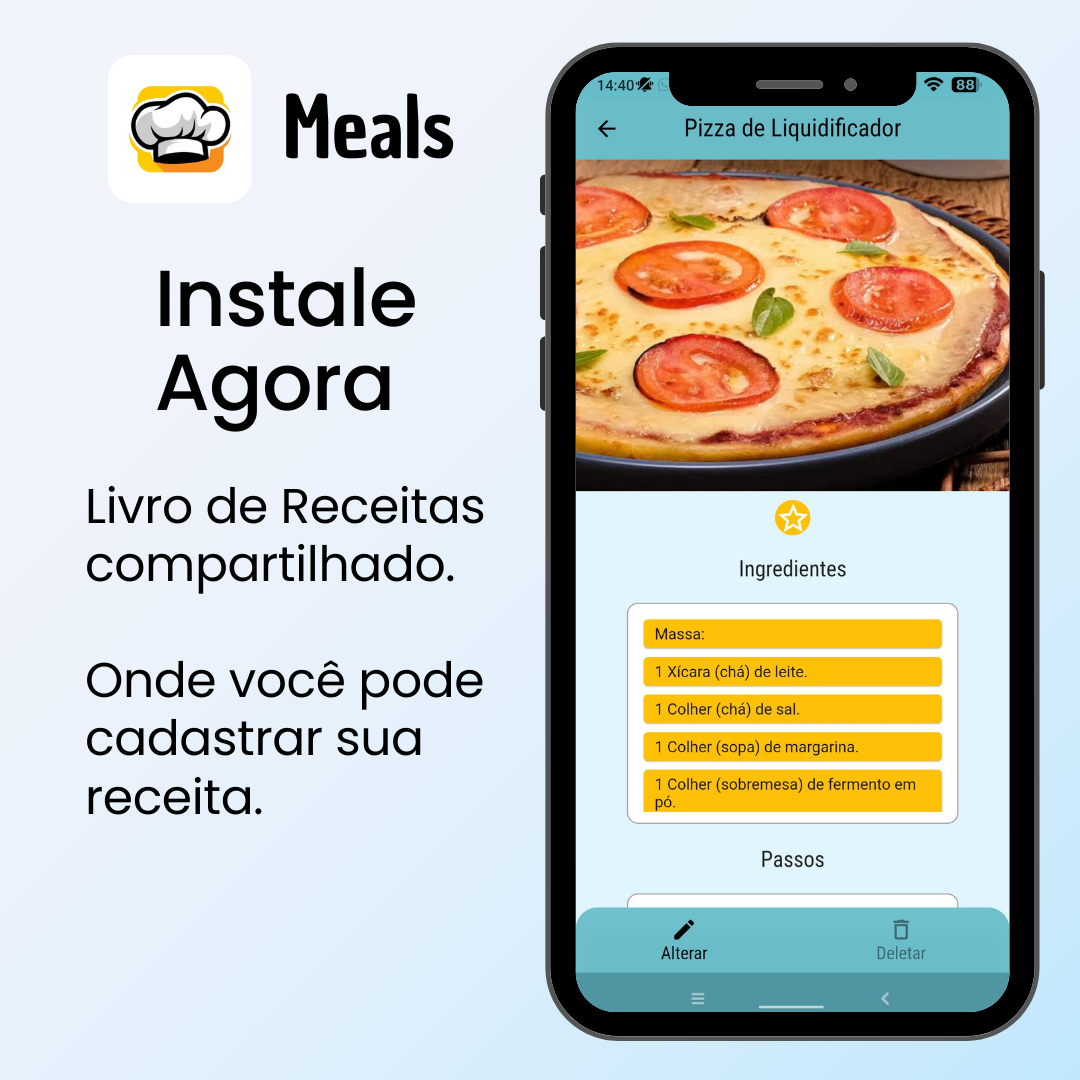 Meals
Instale
Agora
Livro de Receitas
compartilhado.
Onde você pode
cadastrar sua
receita.
14:40
88
Pizza de Liquidificador
Ingredientes
Massa:
1 Xícara (chá) de leite.
1 Colher (chá) de sal.
1 Colher (sopa) de margarina.
1 Colher (sobremesa) de fermento em
pó.
Passos
Alterar
Deletar